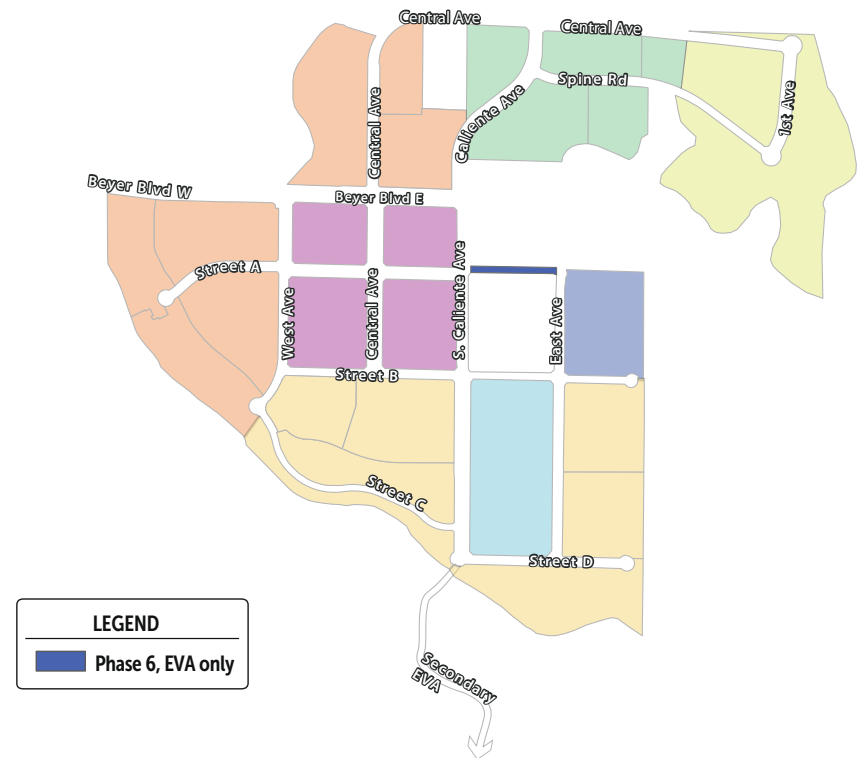 Central Ave
Central Ave
Spine Rd
1st Ave
Caliente Ave
Central Ave
Beyer Blvd W
Beyer Blvd E
Street A
West Ave
Central Ave
S. Caliente Ave
East Ave
Street B
Street C
Street D
LEGEND
Phase 6, EVA only
Secondary
EVA